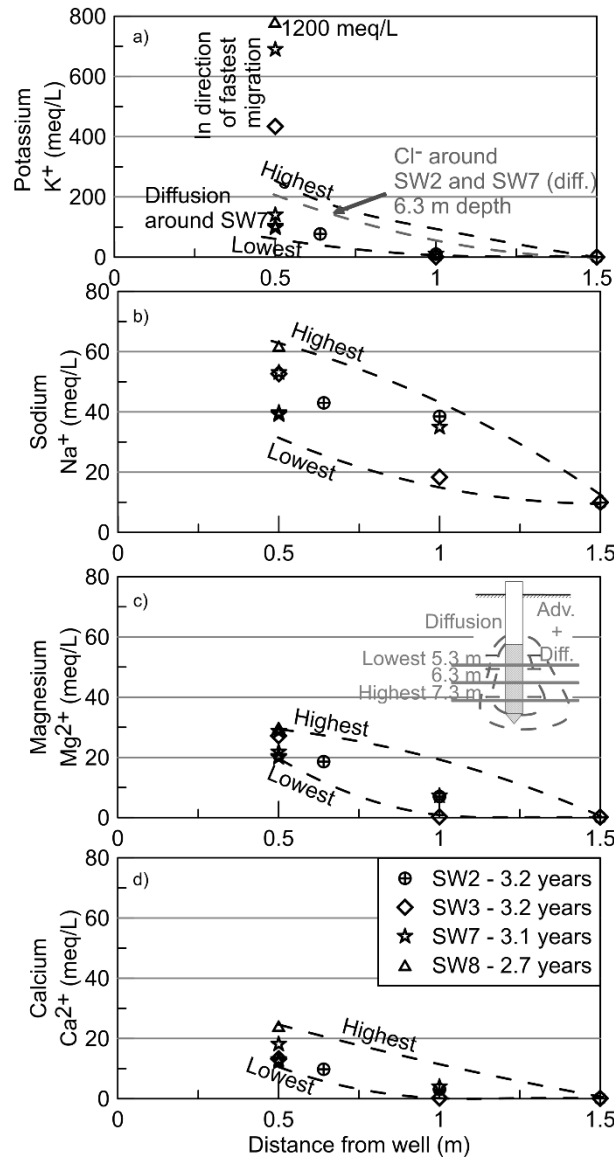 800
a)
1200 meq/L
600
In direction
of fastest
migration
400
Potassium
K⁺ (meq/L)
Highest
Cl⁻ around
SW2 and SW7 (diff.)
6.3 m depth
200
Diffusion
around SW7
Lowest
0
0
0.5
1
1.5
80
b)
Highest
60
40
Sodium
Na⁺ (meq/L)
20
Lowest
0
0
0.5
1
1.5
80
c)
Diffusion
Adv.
+
Diff.
60
Lowest 5.3 m
6.3 m
Highest 7.3 m
40
Magnesium
Mg²⁺ (meq/L)
Highest
20
Lowest
0
0
0.5
1
1.5
80
d)
SW2 - 3.2 years
SW3 - 3.2 years
SW7 - 3.1 years
SW8 - 2.7 years
60
40
Calcium
Ca²⁺ (meq/L)
Highest
20
Lowest
0
0
0.5
1
1.5
Distance from well (m)